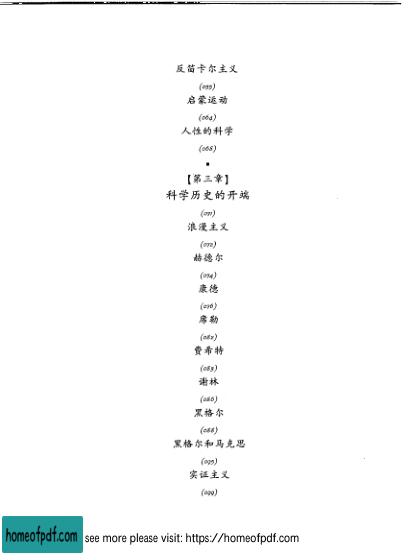 反笛卡尔主义
(059)
启蒙运动
(064)
人性的科学
(068)
■
【第三章】
科学历史的开端
(071)
浪漫主义
(072)
赫德尔
(074)
康德
(076)
席勒
(082)
费希特
(083)
谢林
(086)
黑格尔
(088)
黑格尔和马克思
(095)
实证主义
(099)
homeofpdf.com see more please visit: https://homeofpdf.com